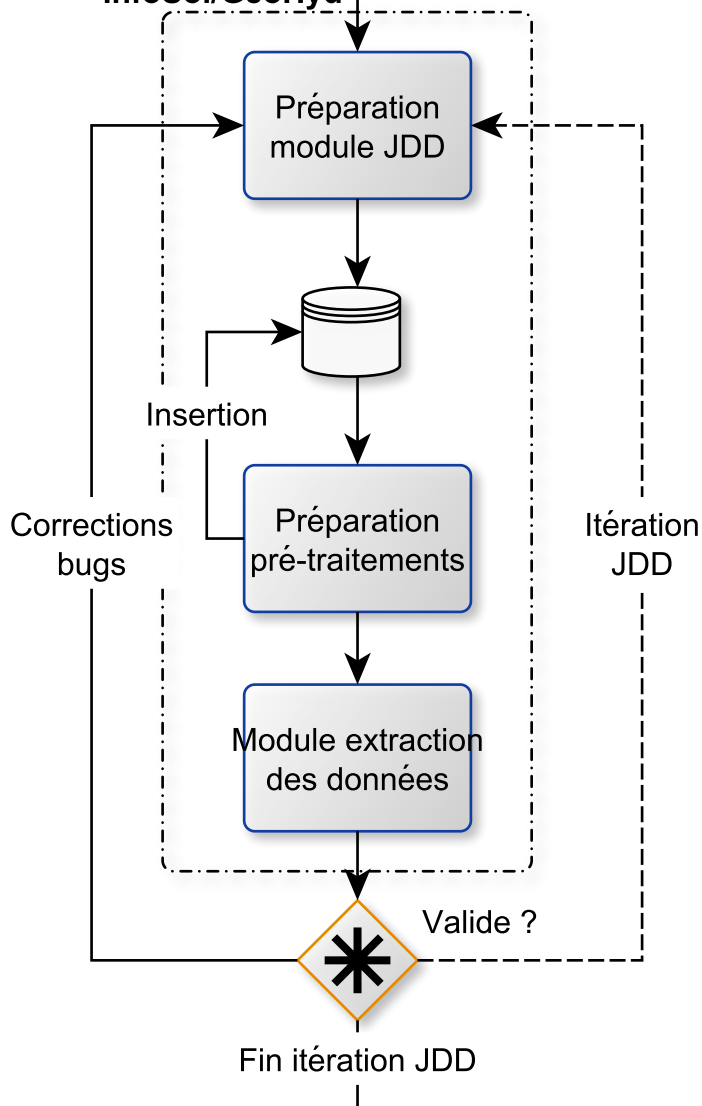 Préparation
module JDD
Insertion
Corrections
bugs
Préparation
pré-traitements
Itération
JDD
Module extraction
des données
Valide ?
Fin itération JDD